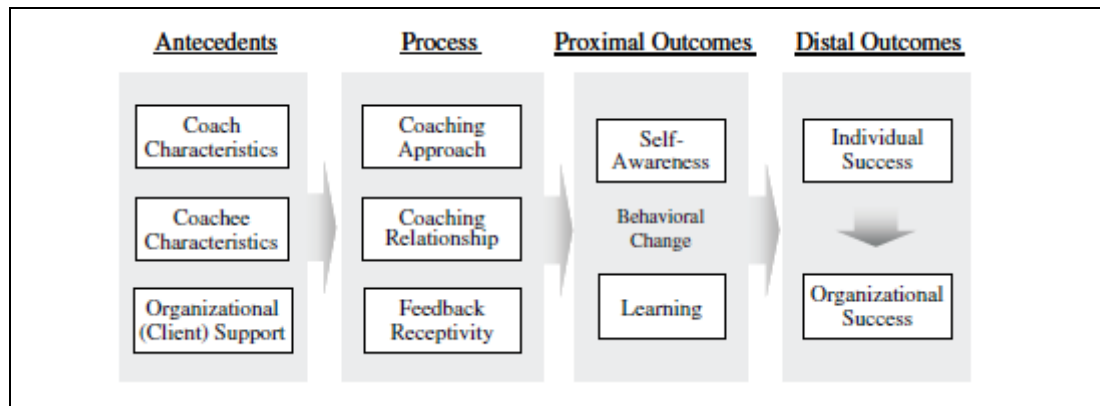 Antecedents
Coach
Characteristics
Coachee
Characteristics
Organizational
(Client) Support
Process
Coaching
Approach
Coaching
Relationship
Feedback
Receptivity
Proximal Outcomes
Self-
Awareness
Behavioral
Change
Learning
Distal Outcomes
Individual
Success
Organizational
Success